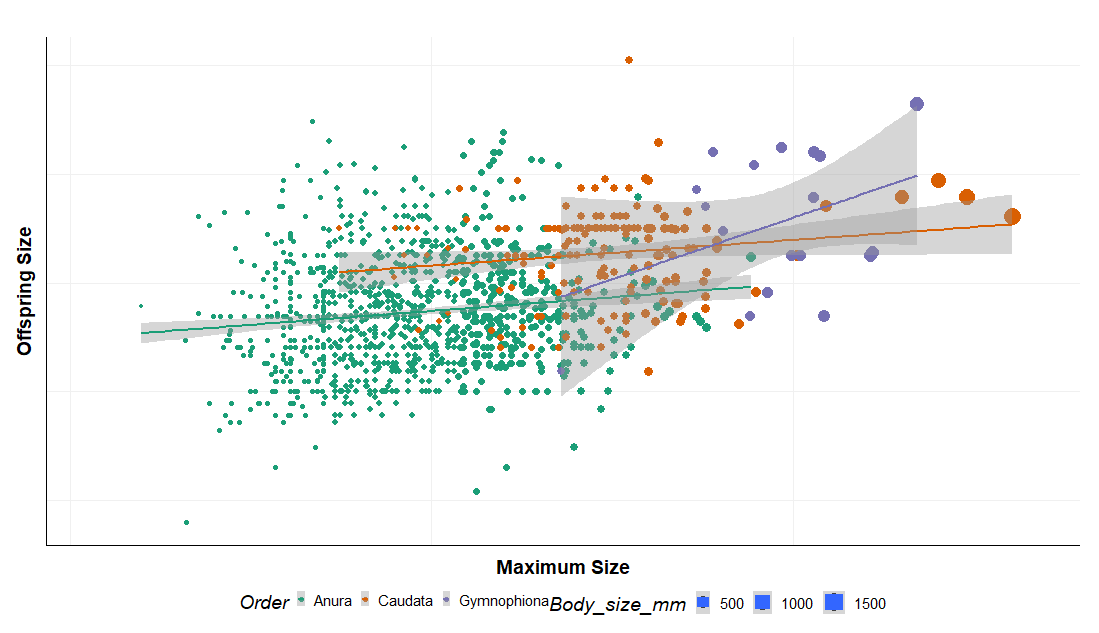 Offspring Size
Maximum Size
Order Anura Caudata Gymnophiona Body_size_mm 500 1000 1500